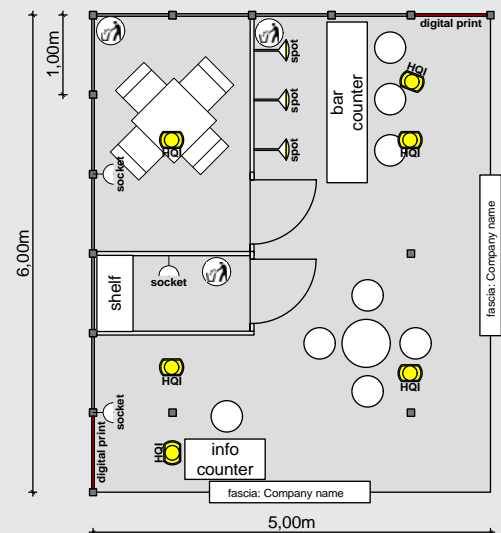 digital print
1,00m
HQI
spot
bar
counter
spot
spot
HQI
HQI
socket
6,00m
fascia: Company name
shelf
socket
HQI
HQI
socket
digital print
HQI
info
counter
fascia: Company name
5,00m